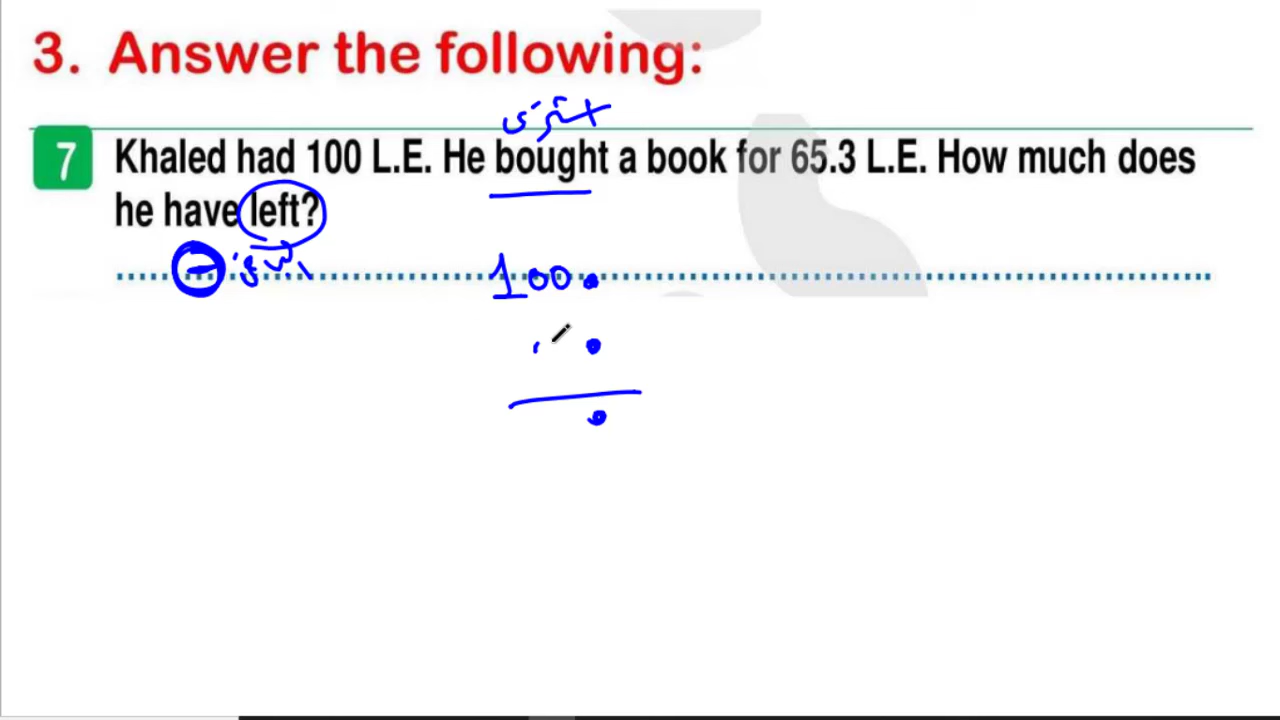 3. Answer the following:
اشترى
7 Khaled had 100 L.E. He bought a book for 65.3 L.E. How much does
he have left?
- 100.